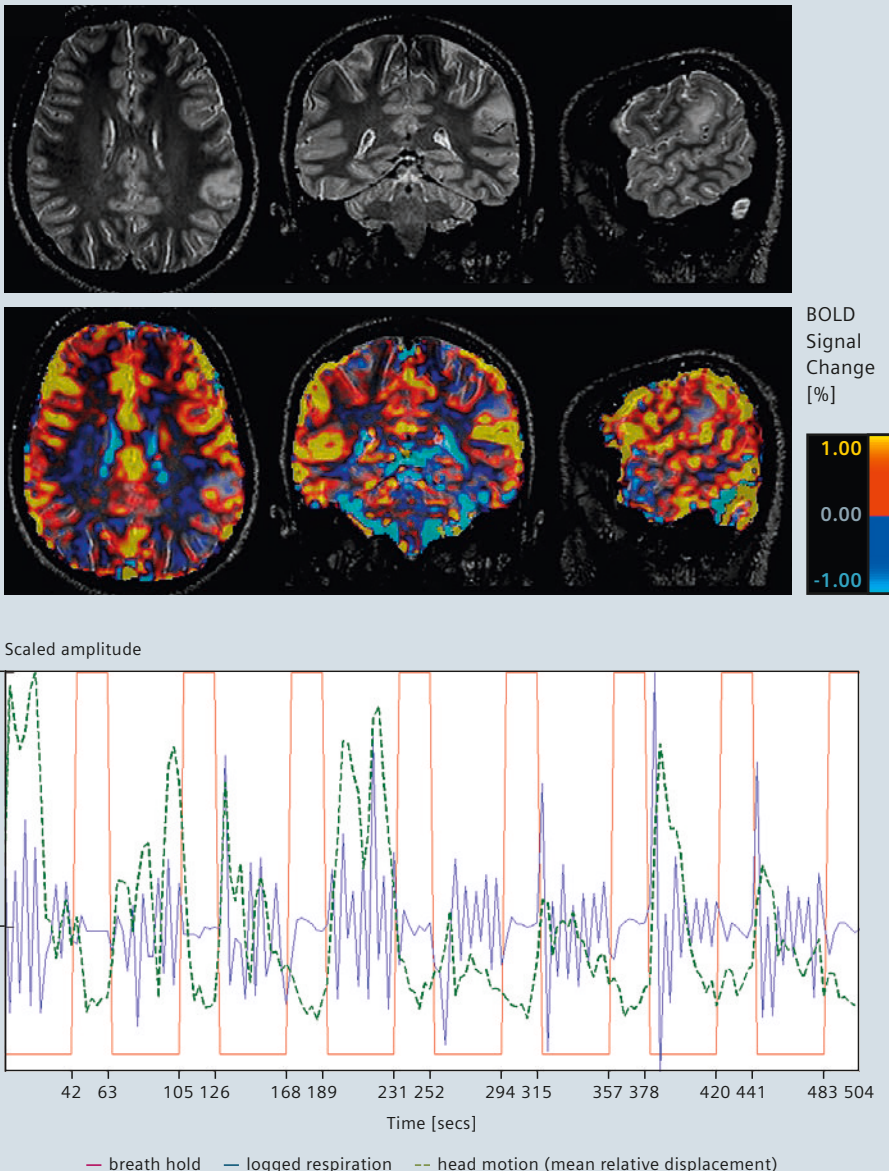 BOLD
Signal
Change
[%]
1.00
0.00
-1.00
Scaled amplitude
42 63 105 126 168 189 231 252 294 315 357 378 420 441 483 504
Time [secs]
breath hold logged respiration head motion (mean relative displacement)